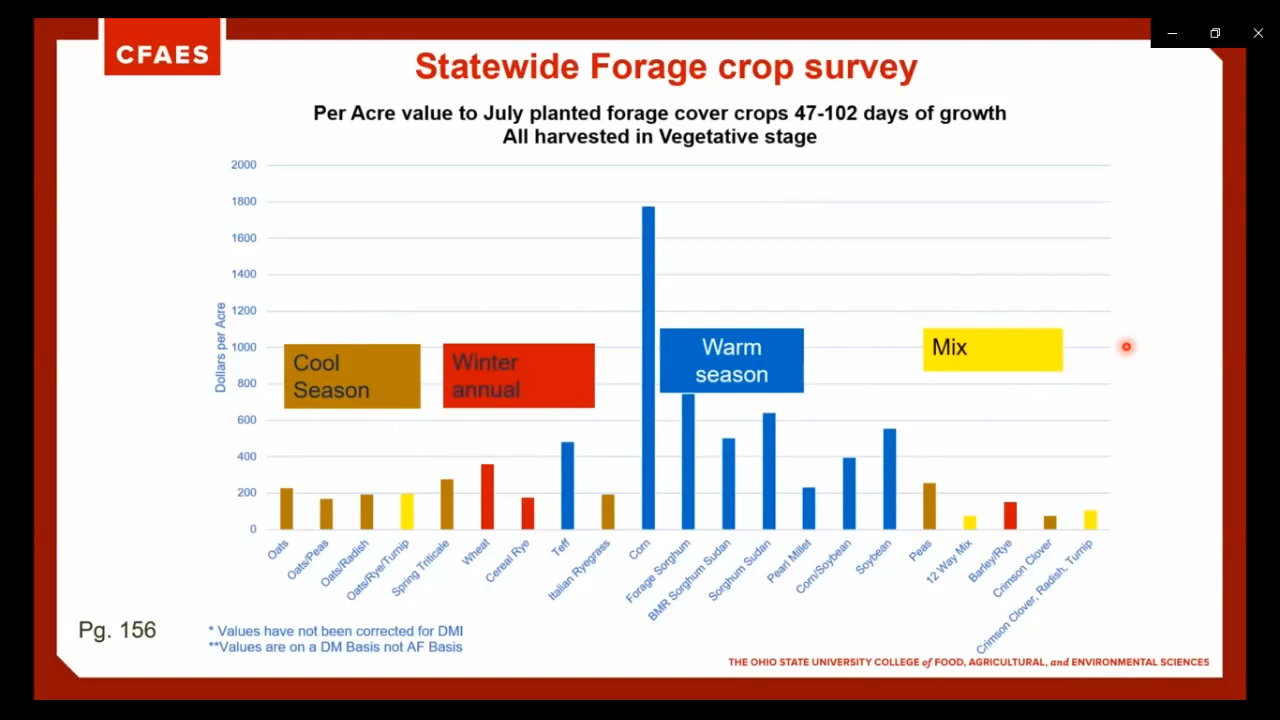 CFAES
Statewide Forage crop survey
Per Acre value to July planted forage cover crops 47-102 days of growth
All harvested in Vegetative stage
2000
1800
1600
1400
1200
1000
800
600
400
200
0
Dollars per Acre
Cool
Season
Winter
annual
Warm
season
Mix
Oats
Oats/Peas
Oats/Radish
Oats/Rye/Turnip
Spring Triticale
Wheat
Cereal Rye
Teff
Italian Ryegrass
Corn
Forage Sorghum
BMR Sorghum Sudan
Sorghum Sudan
Pearl Millet
Corn/Soybean
Soybean
Peas
12 Way Mix
Barley/Rye
Crimson Clover
Crimson Clover, Radish, Turnip
Pg. 156
* Values have not been corrected for DMI
**Values are on a DM Basis not AF Basis
THE OHIO STATE UNIVERSITY COLLEGE of FOOD, AGRICULTURAL, and ENVIRONMENTAL SCIENCES